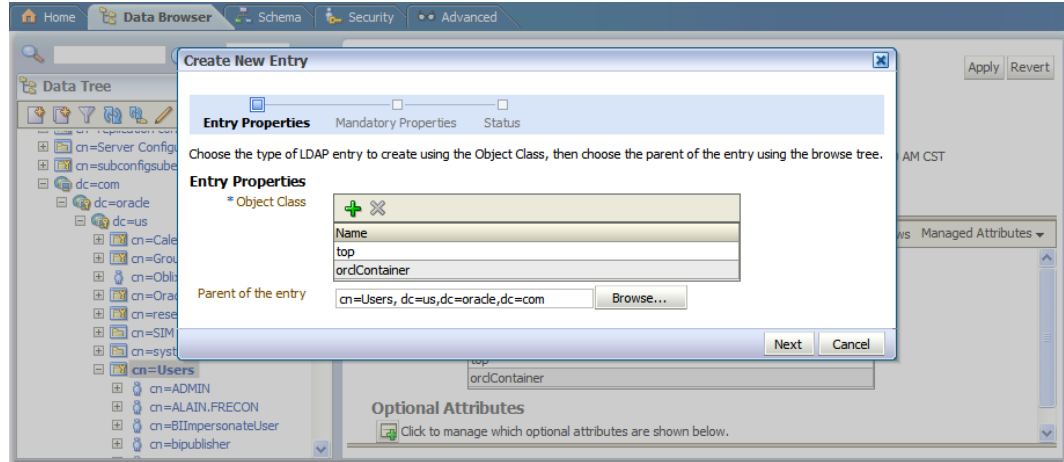 Home Data Browser Schema Security Advanced
Create New Entry
Apply Revert
Data Tree
Entry Properties Mandatory Properties Status
cn=Server Configu
Choose the type of LDAP entry to create using the Object Class, then choose the parent of the entry using the browse tree.
AM CST
cn=subconfigsube
dc=com
Entry Properties
dc=oracle
* Object Class
dc=us
Name
Managed Attributes
cn=Cale
top
cn=Grou
orclContainer
cn=Oblix
cn=Orac
Parent of the entry cn=Users, dc=us,dc=oracle,dc=com Browse...
cn=rese
cn=SIM
Next Cancel
cn=syst
top
cn=Users
orclContainer
cn=ADMIN
Optional Attributes
cn=ALAIN.FRECON
cn=BIImpersonateUser
Click to manage which optional attributes are shown below.
cn=bipublisher